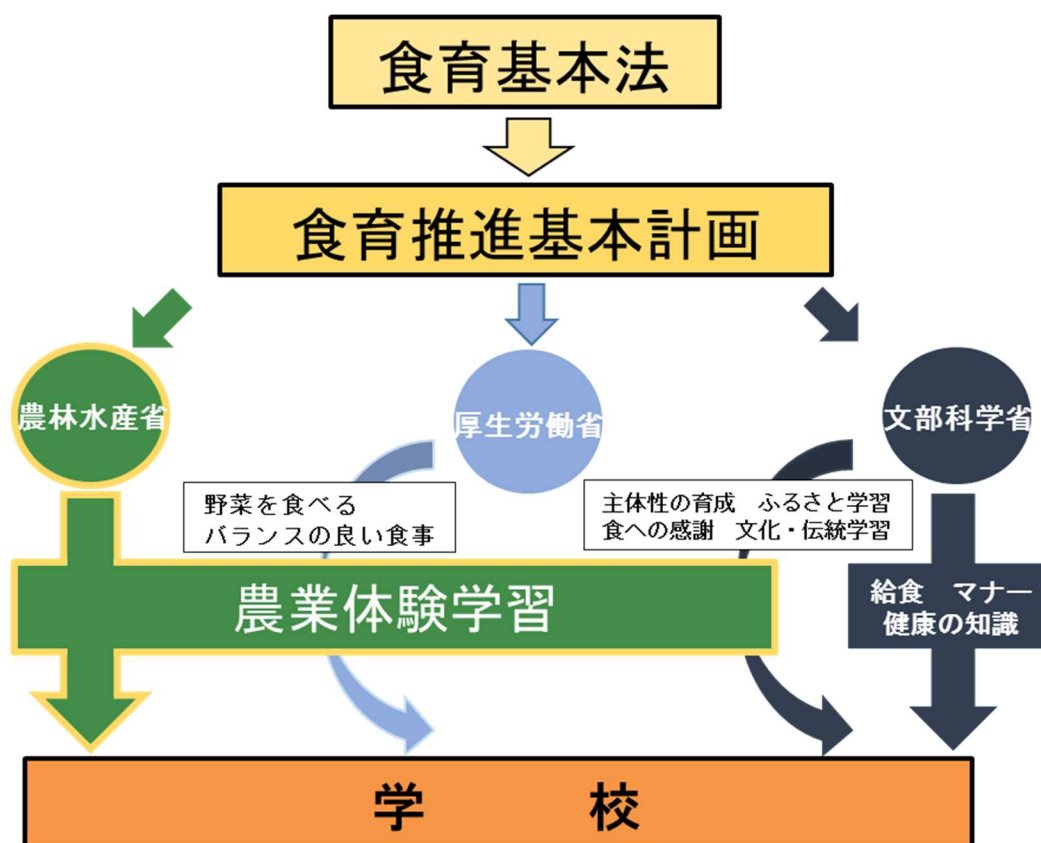 食育基本法
食育推進基本計画
農林水産省
厚生労働省
文部科学省
野菜を食べる
バランスの良い食事
主体性の育成　ふるさと学習
食への感謝　文化・伝統学習
農業体験学習
給食　マナー
健康の知識
学　校